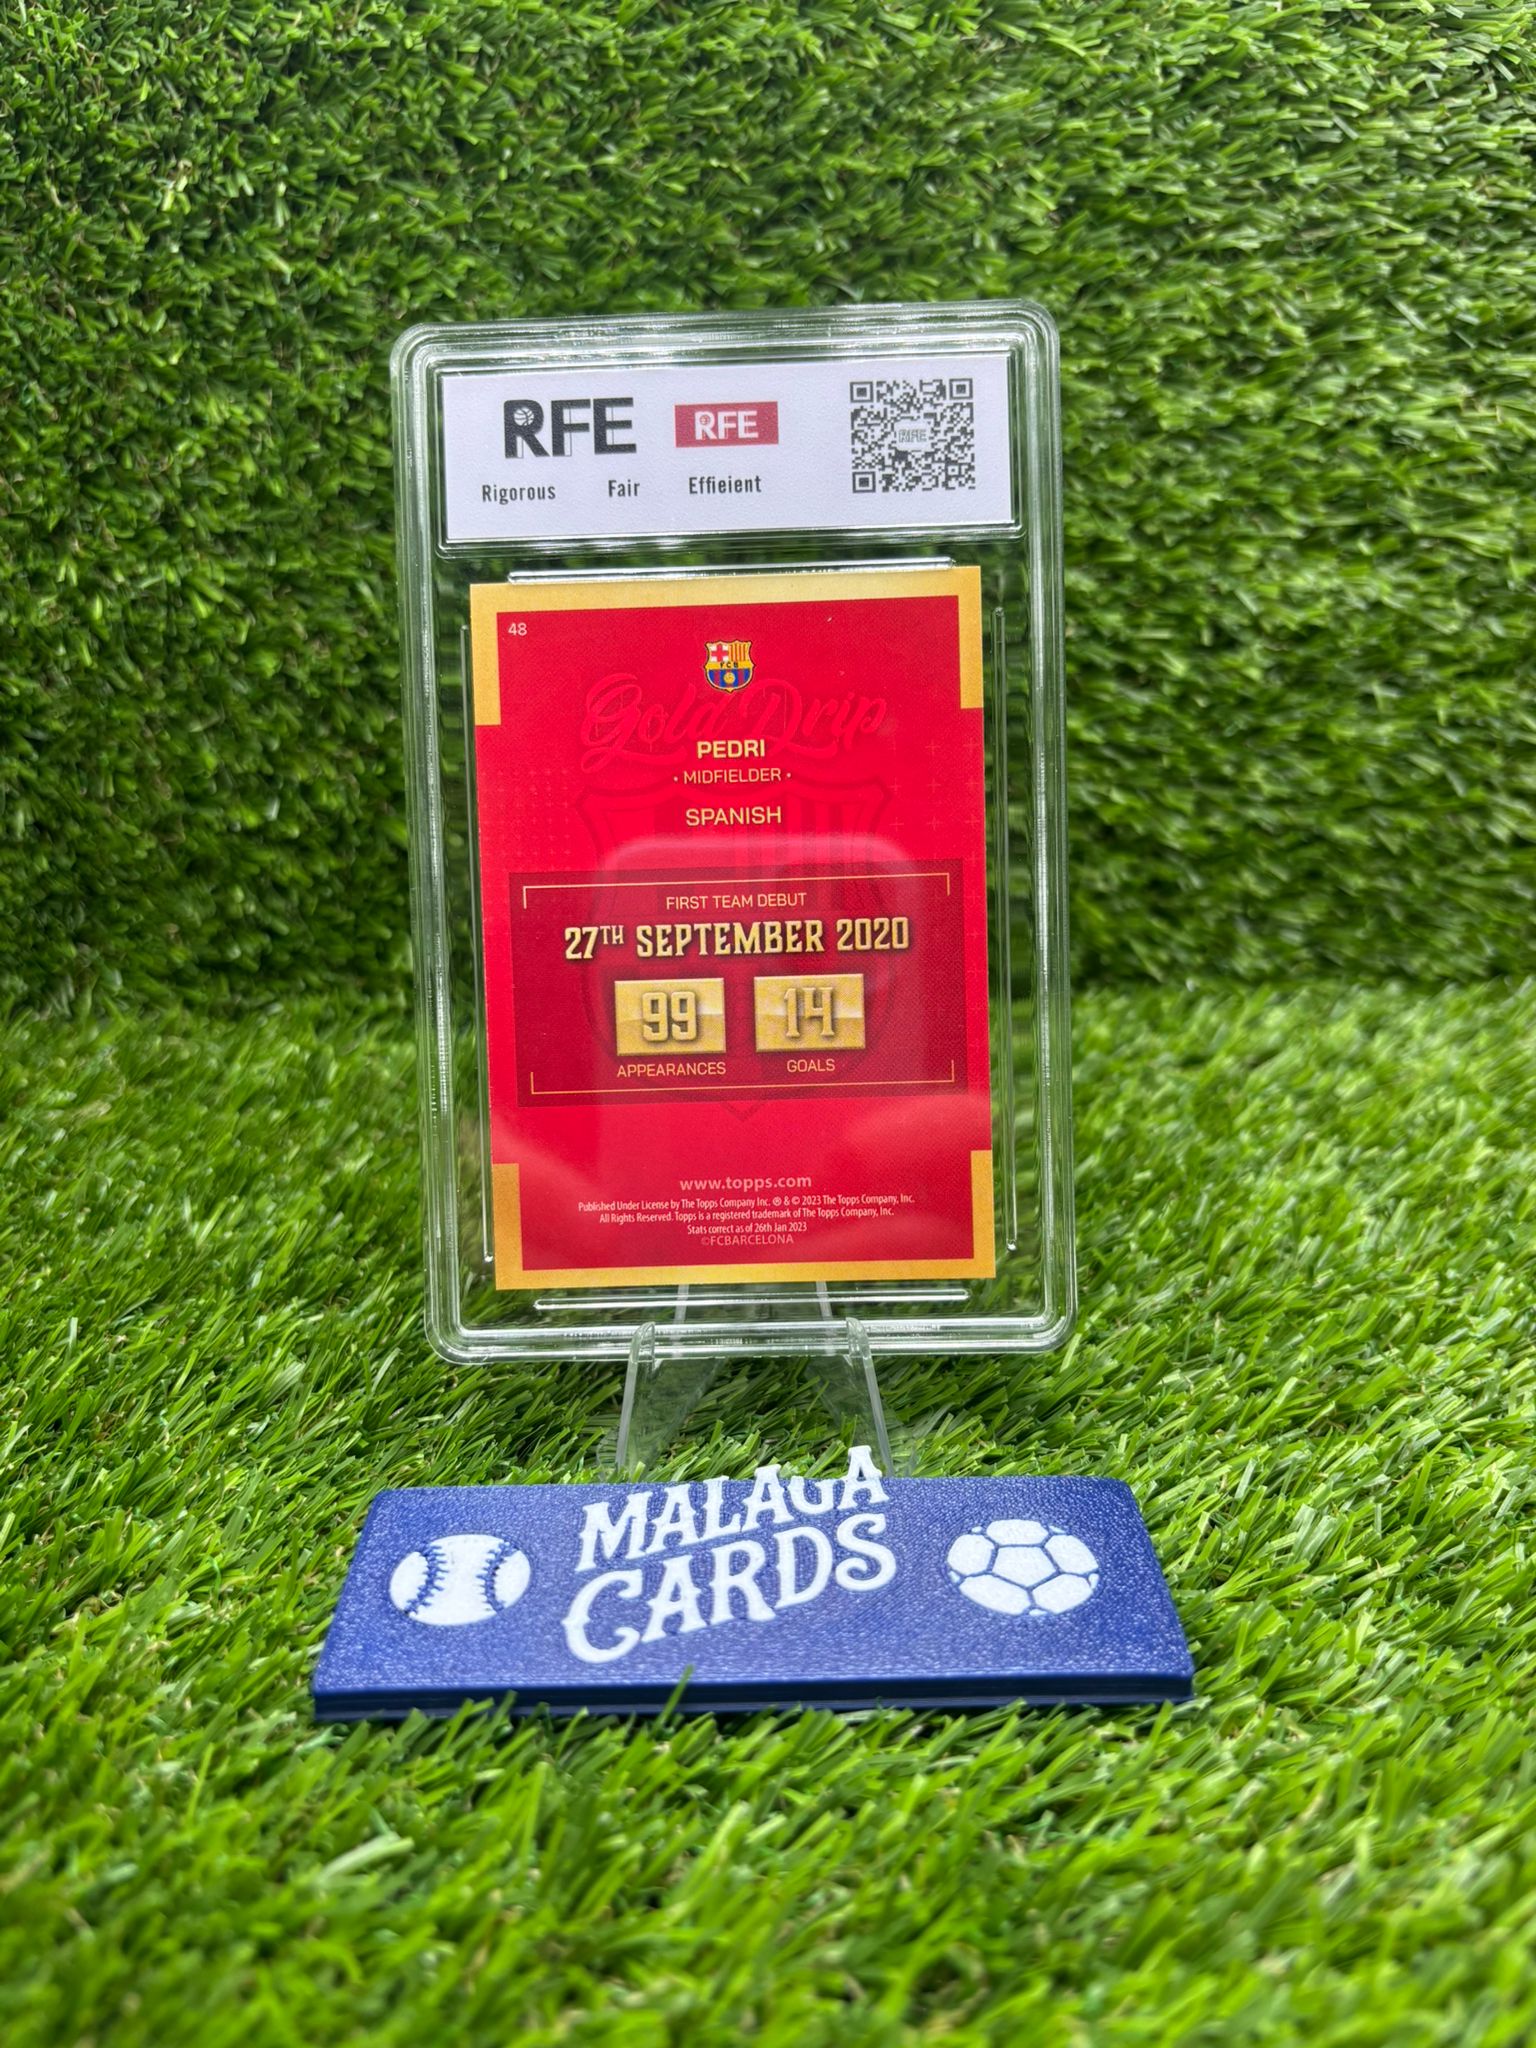 RFE RFE
Rigorous Fair Effieient
RFE
48
FCB
Gold Drip
PEDRI
• MIDFIELDER •
SPANISH
FIRST TEAM DEBUT
27TH SEPTEMBER 2020
99 14
APPEARANCES GOALS
www.topps.com
Published Under License by The Topps Company Inc. ® & © 2023 The Topps Company, Inc.
All Rights Reserved. Topps is a registered trademark of The Topps Company, Inc.
Stats correct as of 26th Jan 2023
©FCBARCELONA
MALAGA
CARDS